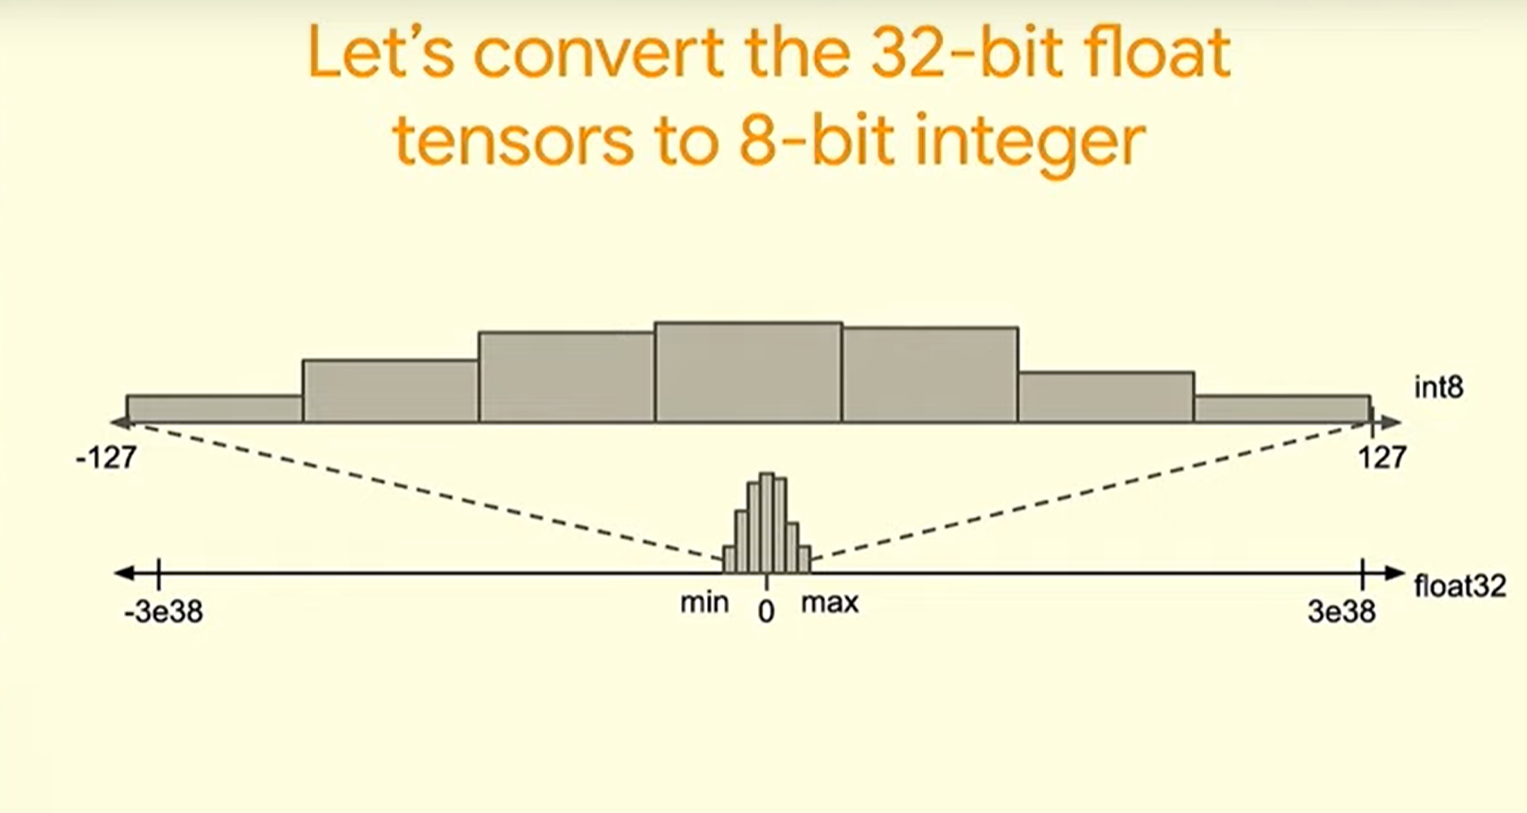 Let’s convert the 32-bit float
tensors to 8-bit integer
int8
-127
127
min
0
max
float32
-3e38
3e38